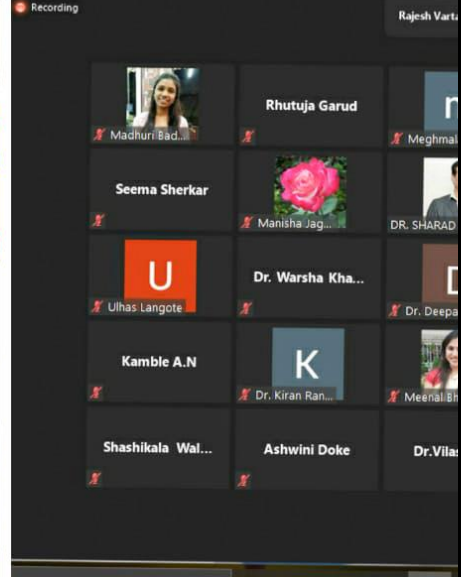 Recording
Rajesh Varta
Madhuri Bad...
Rhutuja Garud
Meghmal
Seema Sherkar
Manisha Jag...
DR. SHARAD
U
Ulhas Langote
Dr. Warsha Kha...
Dr. Deepa
Kamble A.N
K
Dr. Kiran Ran...
Meenal Bh
Shashikala Wal...
Ashwini Doke
Dr.Vilas